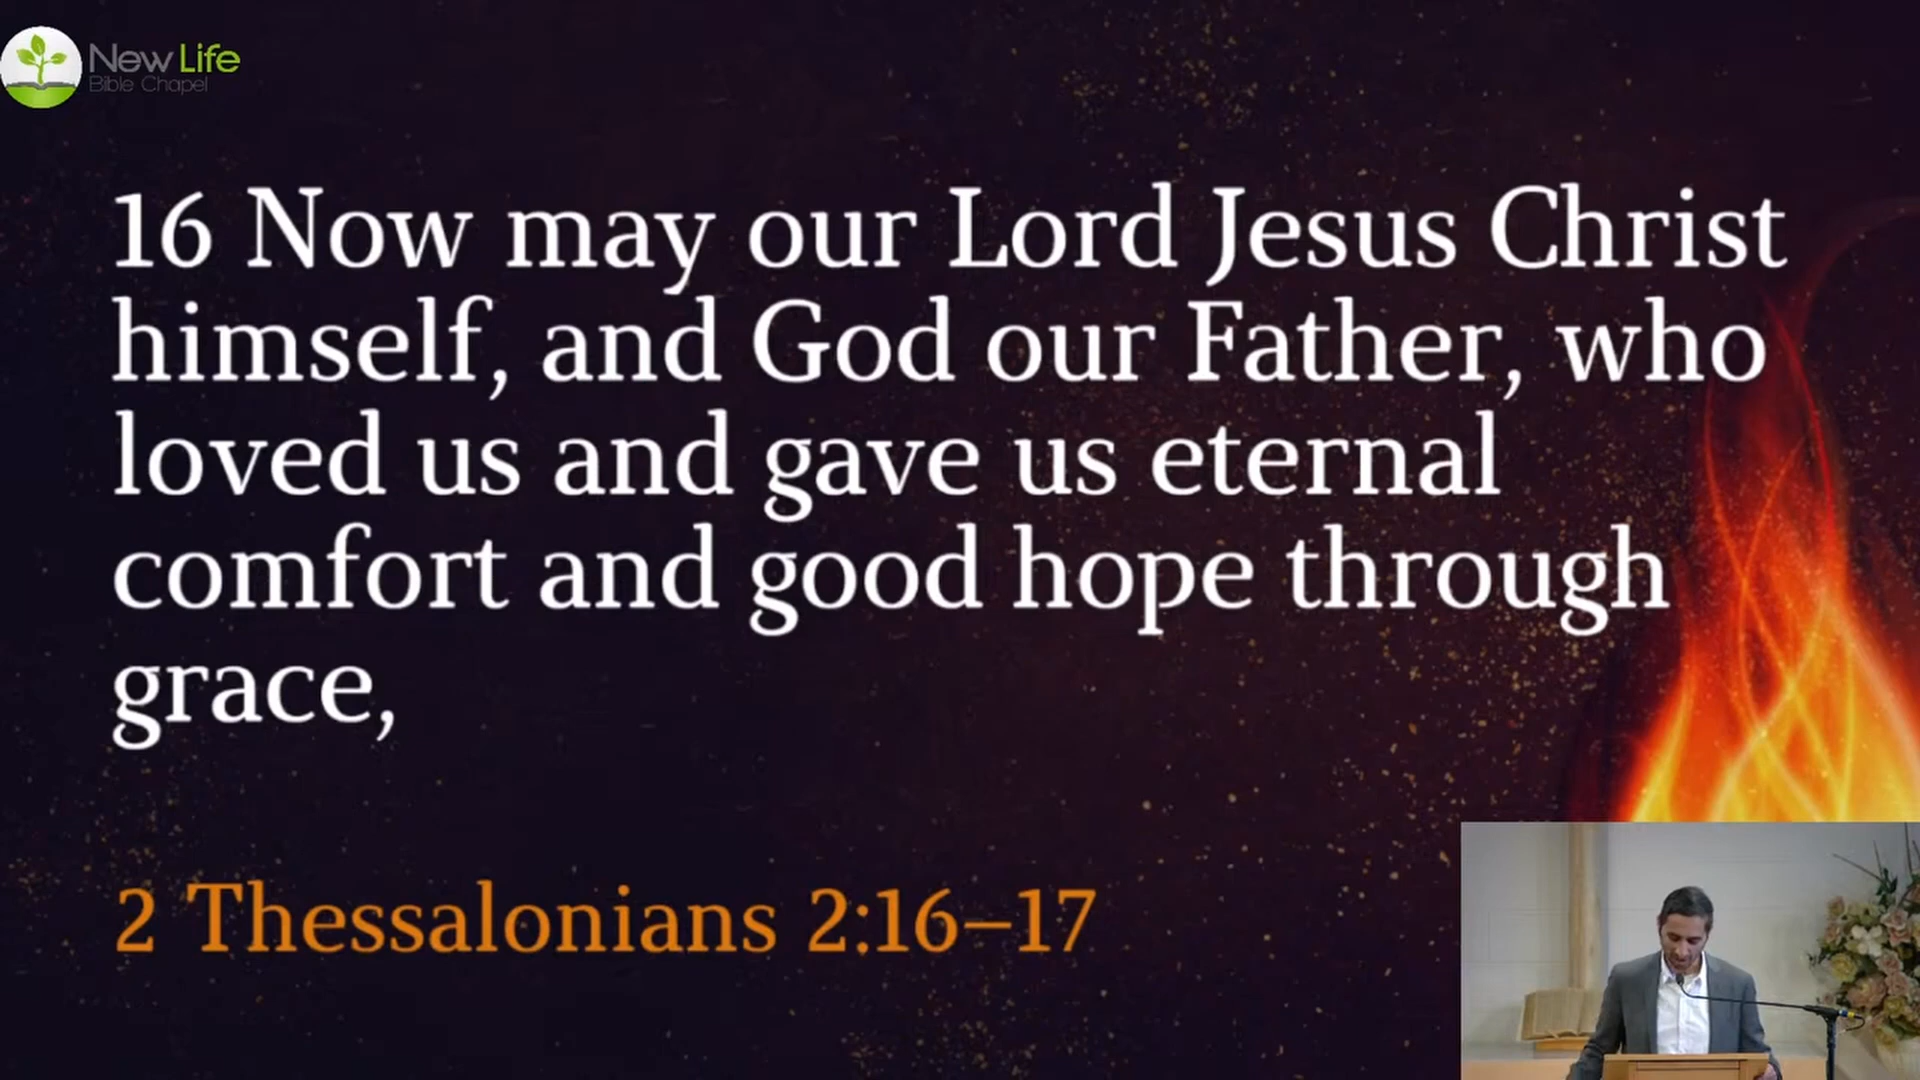 New Life
Bible Chapel
16 Now may our Lord Jesus Christ
himself, and God our Father, who
loved us and gave us eternal
comfort and good hope through
grace,
2 Thessalonians 2:16–17